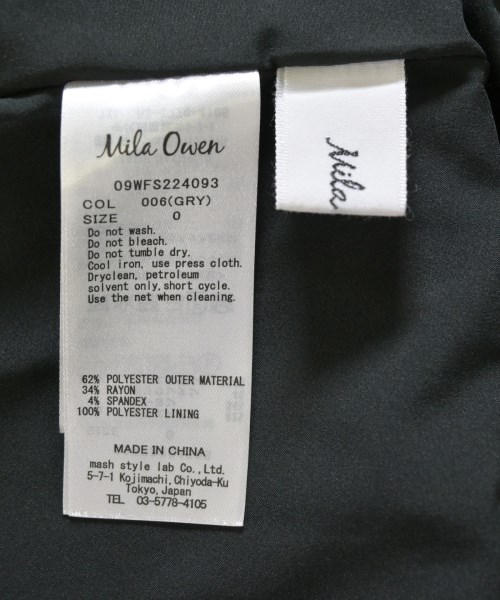 Mila Owen
09WFS224093
COL 006(GRY)
SIZE 0
Do not wash.
Do not bleach.
Do not tumble dry.
Cool iron, use press cloth.
Dryclean, petroleum
solvent only,short cycle.
Use the net when cleaning.
62% POLYESTER OUTER MATERIAL
34% RAYON
4% SPANDEX
100% POLYESTER LINING
MADE IN CHINA
mash style lab Co.,Ltd.
5-7-1 Kojimachi,Chiyoda-Ku
Tokyo,Japan
TEL 03-5778-4105
Mila